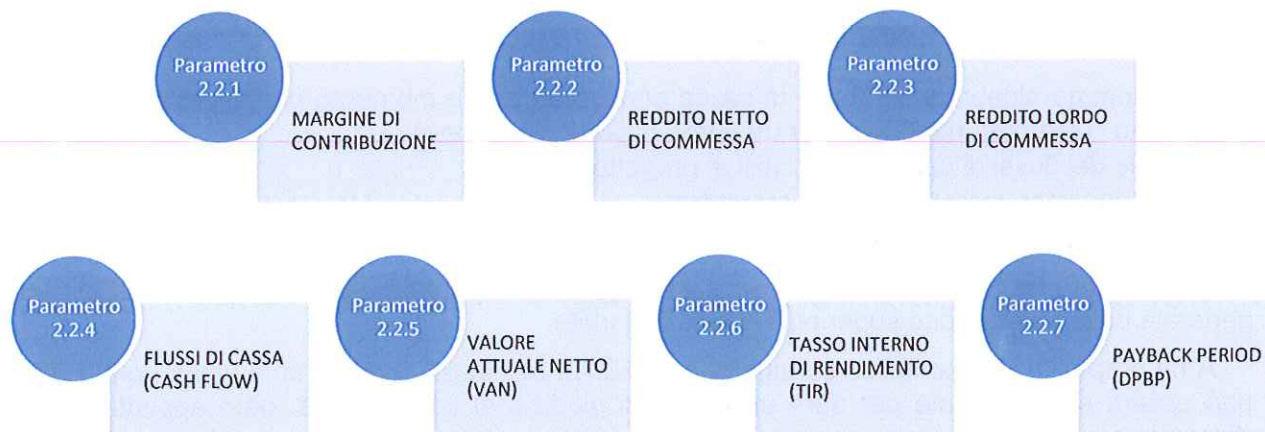 Parametro
2.2.1
MARGINE DI
CONTRIBUZIONE
Parametro
2.2.2
REDDITO NETTO
DI COMMESSA
Parametro
2.2.3
REDDITO LORDO
DI COMMESSA
Parametro
2.2.4
FLUSSI DI CASSA
(CASH FLOW)
Parametro
2.2.5
VALORE
ATTUALE NETTO
(VAN)
Parametro
2.2.6
TASSO INTERNO
DI RENDIMENTO
(TIR)
Parametro
2.2.7
PAYBACK PERIOD
(DPBP)